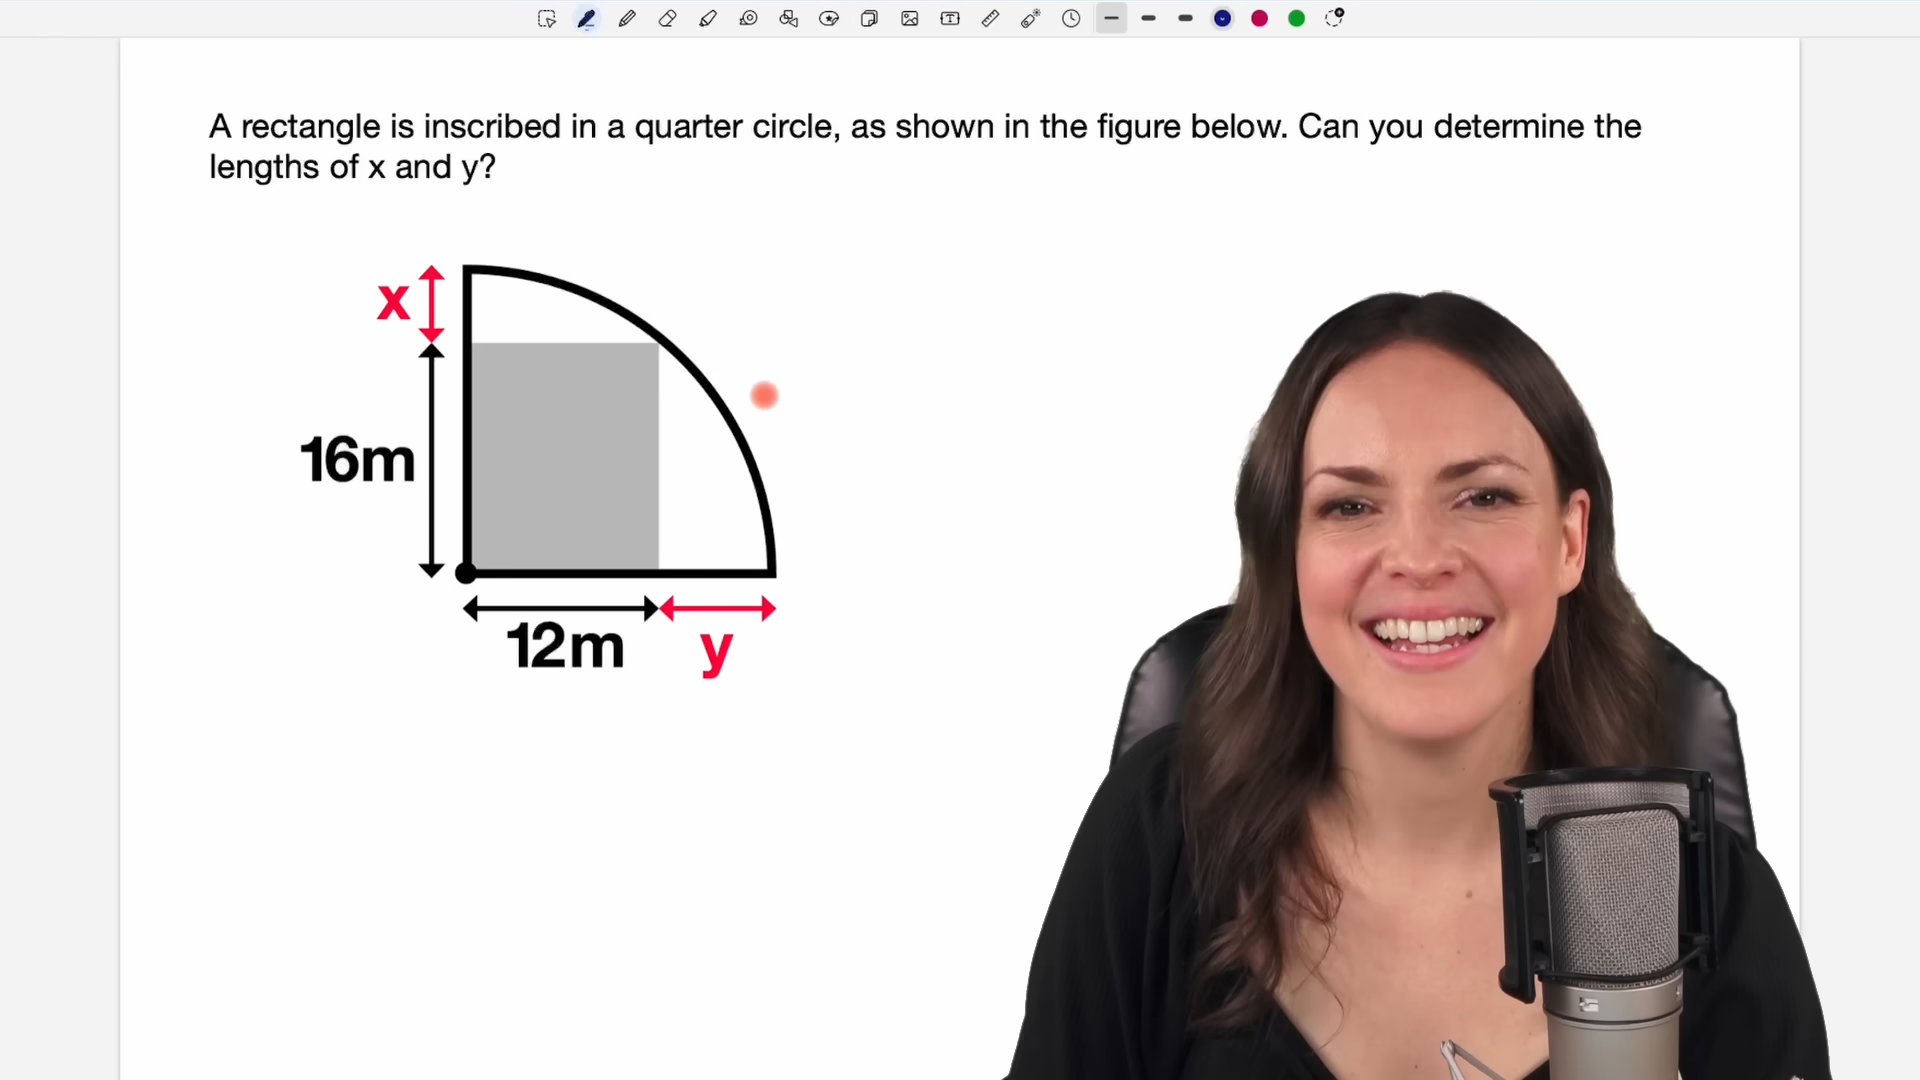 A rectangle is inscribed in a quarter circle, as shown in the figure below. Can you determine the
lengths of x and y?
x
16m
12m
y